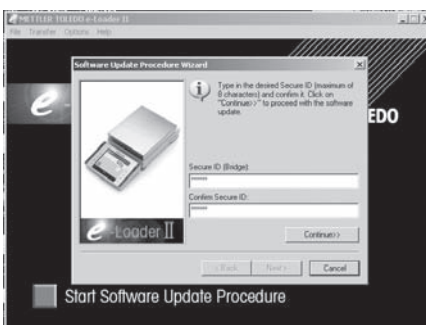 METTLER TOLEDO e-Loader II
File Transfer Options Help
Software Update Procedure Wizard
Type in the desired Secure ID (maximum of
8 characters) and confirm it. Click on
"Continue>>" to proceed with the software
update.
e -
EDO
Secure ID (Bridge):
******
Confirm Secure ID:
******
e-Loader II
Continue>>
<Back Next> Cancel
Start Software Update Procedure